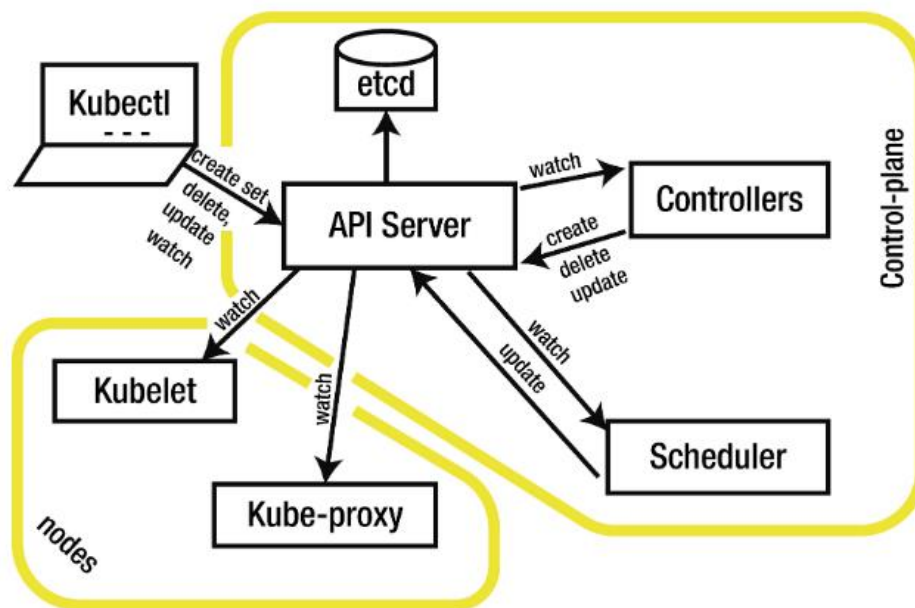 etcd
Kubectl
- - -
create set
delete,
update
watch
API Server
watch
Controllers
create
delete
update
Control-plane
watch
Kubelet
watch
Kube-proxy
watch
update
Scheduler
nodes